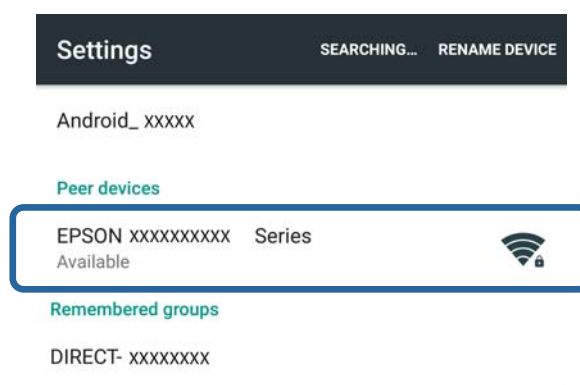 Settings SEARCHING... RENAME DEVICE
Android_ xxxxx
Peer devices
EPSON xxxxxxxxxx Series
Available
Remembered groups
DIRECT- xxxxxxxx